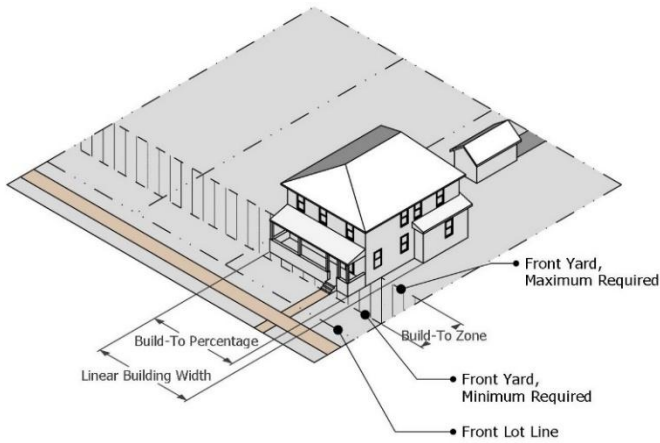 Front Yard,
Maximum Required
Build-To Zone
Build-To Percentage
Linear Building Width
Front Yard,
Minimum Required
Front Lot Line